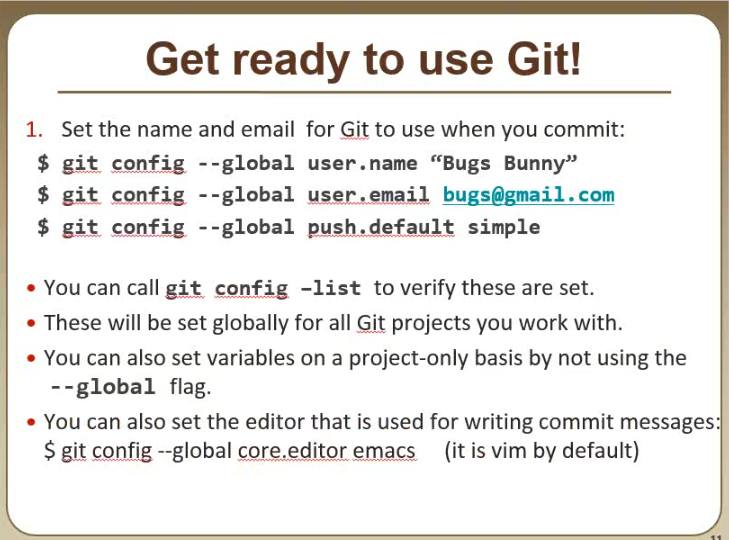 Get ready to use Git!
1. Set the name and email for Git to use when you commit:
$ git config --global user.name “Bugs Bunny”
$ git config --global user.email bugs@gmail.com
$ git config --global push.default simple
• You can call git config –list to verify these are set.
• These will be set globally for all Git projects you work with.
• You can also set variables on a project-only basis by not using the
--global flag.
• You can also set the editor that is used for writing commit messages:
$ git config --global core.editor emacs (it is vim by default)
11